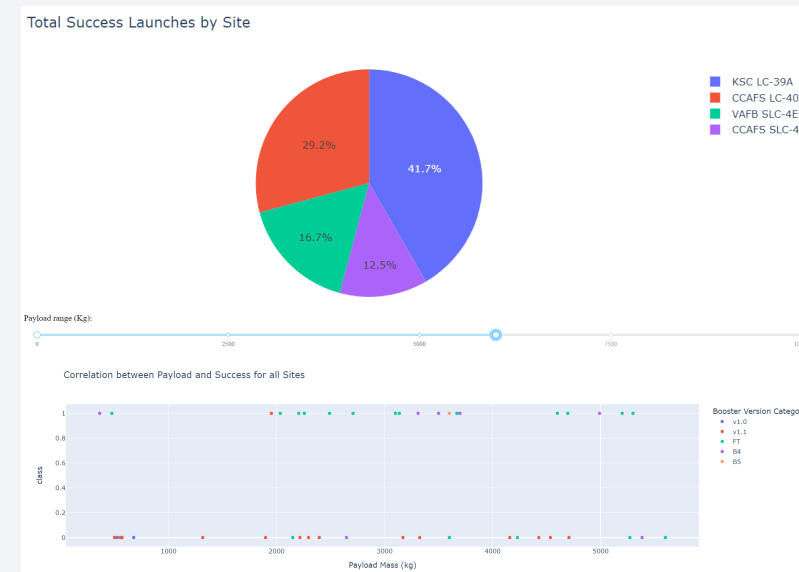 Total Success Launches by Site
KSC LC-39A
CCAFS LC-40
VAFB SLC-4E
CCAFS SLC-4
29.2%
41.7%
16.7%
12.5%
Payload range (Kg):
0
2500
5000
7500
Correlation between Payload and Success for all Sites
Booster Version Catego
v1.0
v1.1
FT
B4
B5
class
1
0.8
0.6
0.4
0.2
0
1000
2000
3000
4000
5000
Payload Mass (kg)